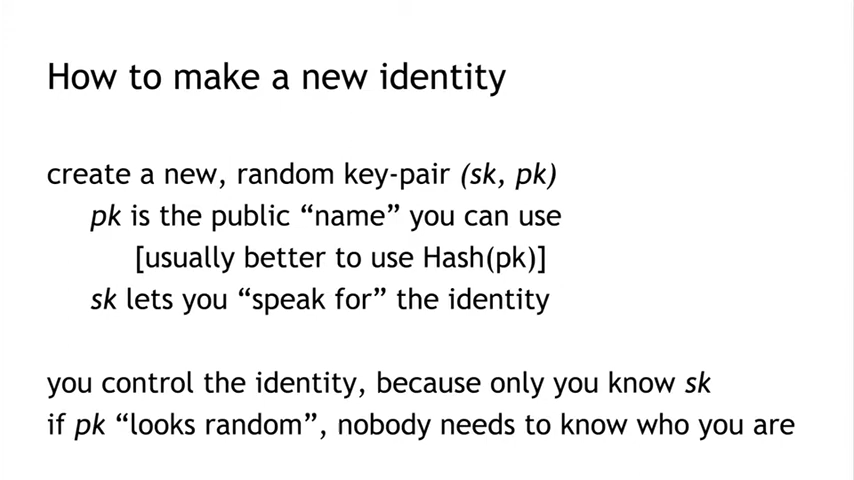 How to make a new identity
create a new, random key-pair (sk, pk)
pk is the public “name” you can use
[usually better to use Hash(pk)]
sk lets you “speak for” the identity
you control the identity, because only you know sk
if pk “looks random”, nobody needs to know who you are